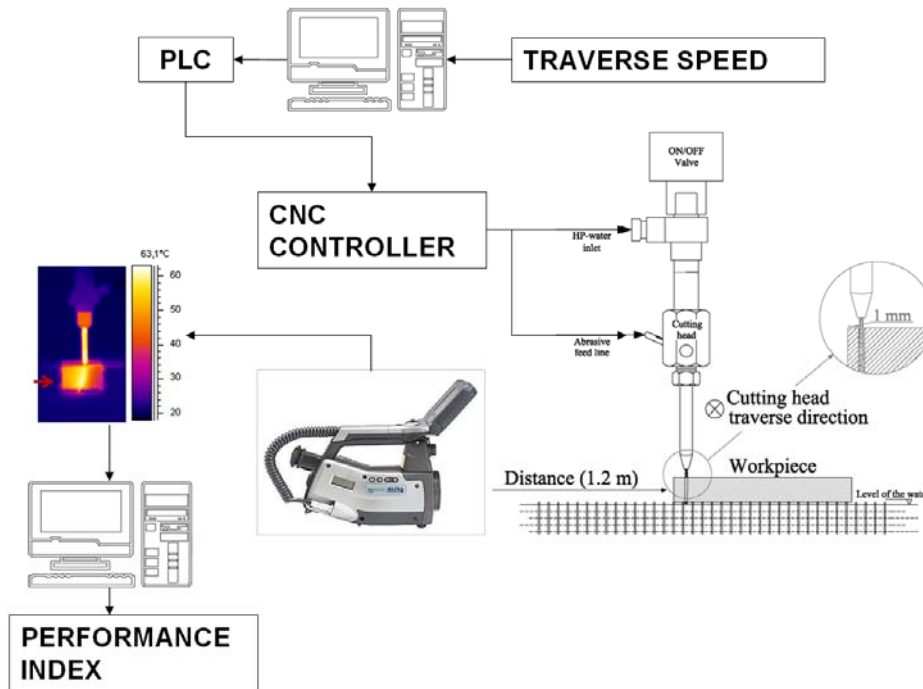 PLC
TRAVERSE SPEED
ON/OFF
Valve
CNC
CONTROLLER
HP-water
inlet
63,1°C
60
50
40
30
20
Cutting
head
Abrasive
feed line
1 mm
Cutting head
traverse direction
Distance (1.2 m)
Workpiece
Level of the wate
PERFORMANCE
INDEX